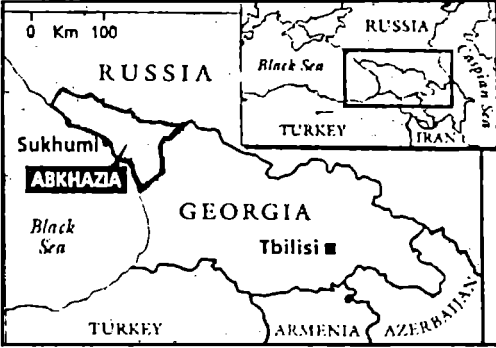 0 Km 100
RUSSIA
Sukhumi
ABKHAZIA
Black
Sea
GEORGIA
Tbilisi
TURKEY
ARMENIA
AZERBAIJAN
RUSSIA
Black Sea
Caspian Sea
TURKEY
IRAN